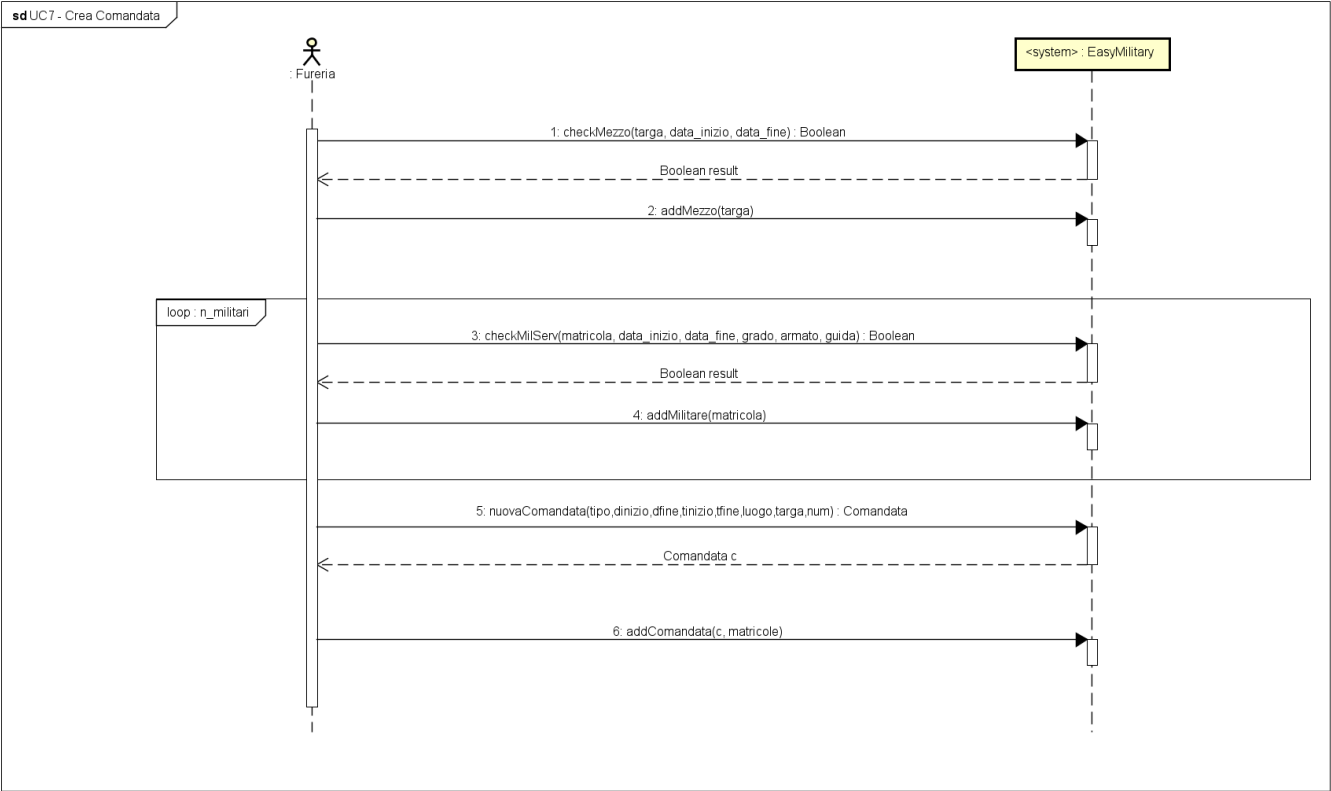 sd UC7 - Crea Comandata
: Fureria
<system> : EasyMilitary
1: checkMezzo(targa, data_inizio, data_fine) : Boolean
Boolean result
2: addMezzo(targa)
loop : n_militari
3: checkMilServ(matricola, data_inizio, data_fine, grado, armato, guida) : Boolean
Boolean result
4: addMilitare(matricola)
5: nuovaComandata(tipo,dinizio,dfine,tinizio,tfine,luogo,targa,num) : Comandata
Comandata c
6: addComandata(c, matricole)